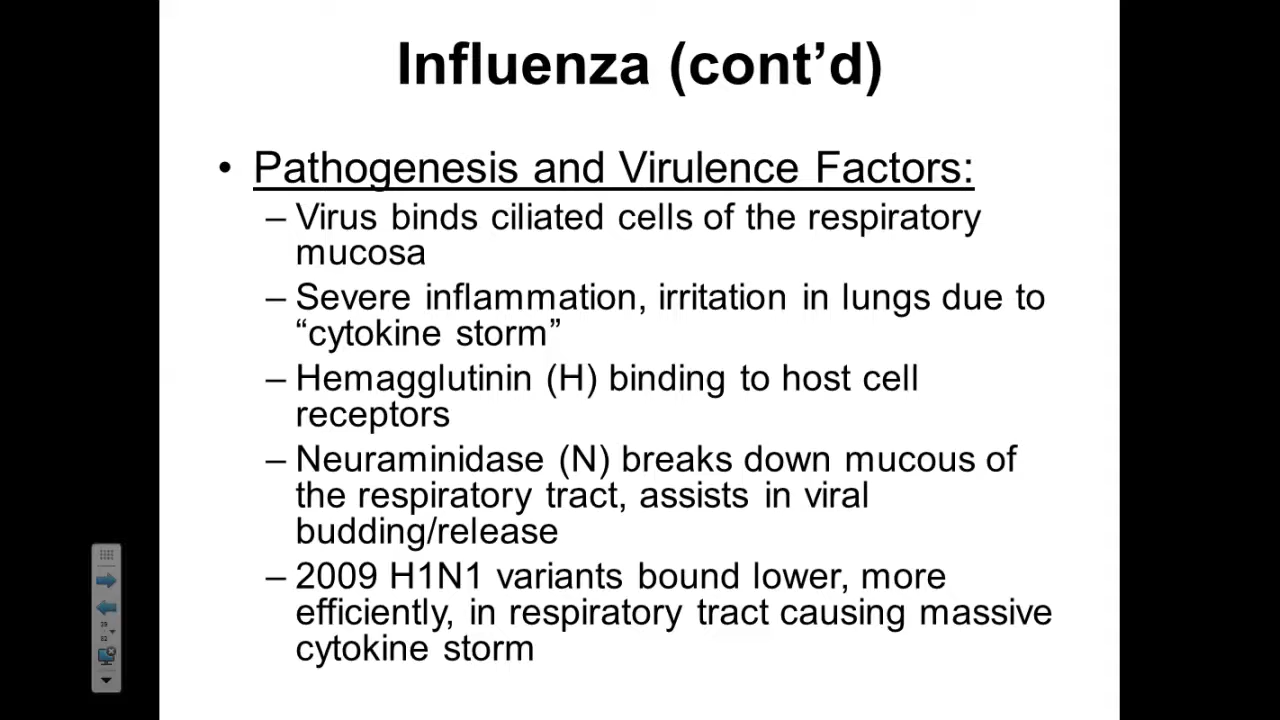 Influenza (cont’d)
• Pathogenesis and Virulence Factors:
– Virus binds ciliated cells of the respiratory
mucosa
– Severe inflammation, irritation in lungs due to
“cytokine storm”
– Hemagglutinin (H) binding to host cell
receptors
– Neuraminidase (N) breaks down mucous of
the respiratory tract, assists in viral
budding/release
– 2009 H1N1 variants bound lower, more
efficiently, in respiratory tract causing massive
cytokine storm